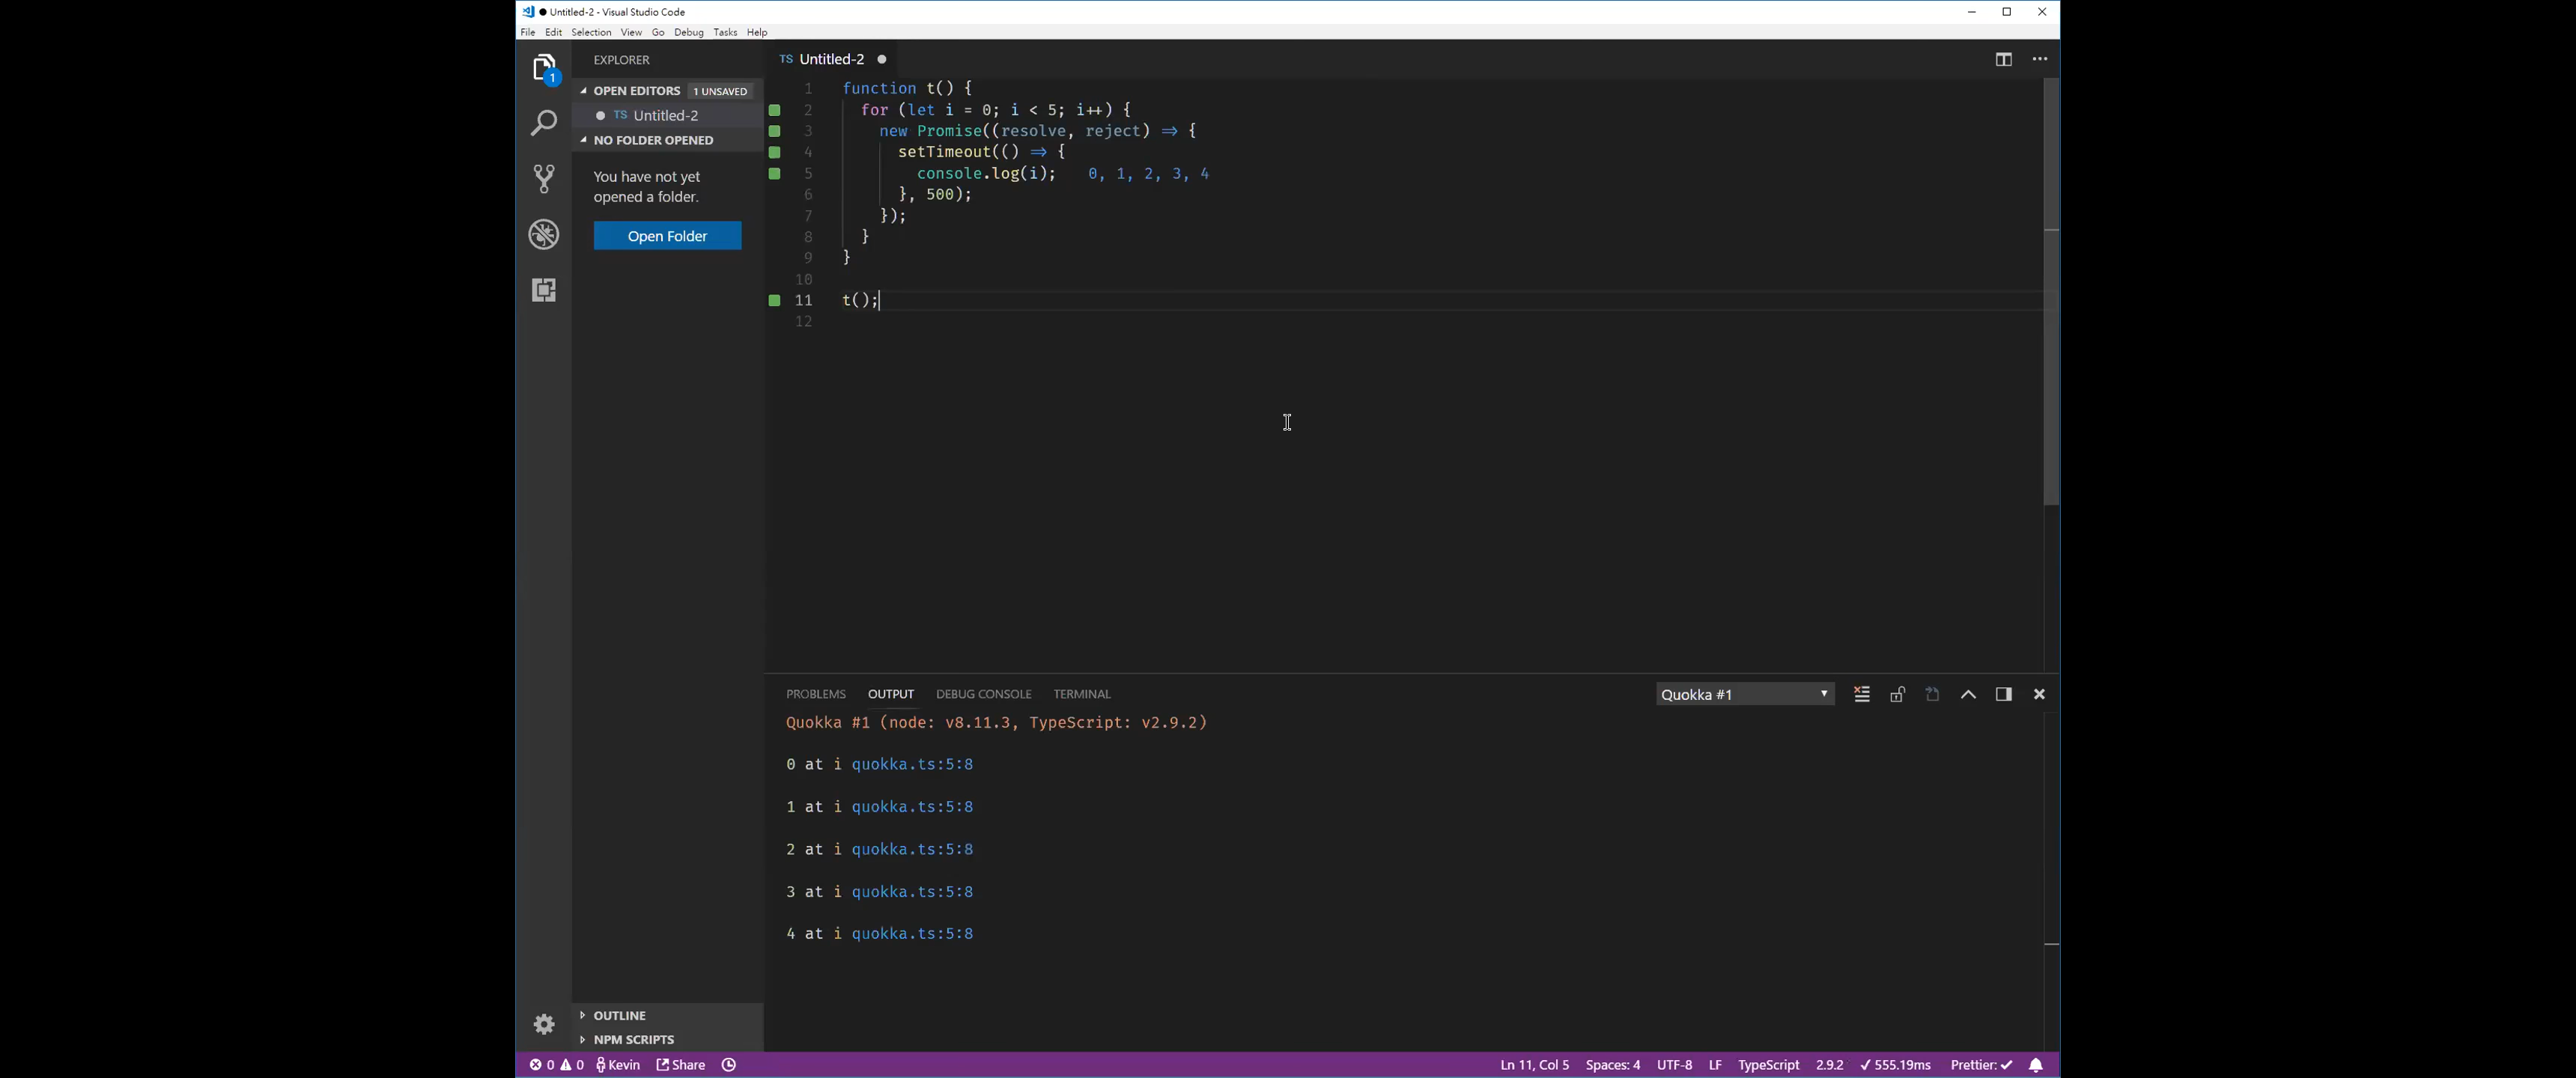 ● Untitled-2 - Visual Studio Code
File Edit Selection View Go Debug Tasks Help
1
EXPLORER
OPEN EDITORS 1 UNSAVED
● TS Untitled-2
NO FOLDER OPENED
You have not yet
opened a folder.
Open Folder
OUTLINE
NPM SCRIPTS
TS Untitled-2 ●
1 function t() {
2 for (let i = 0; i < 5; i++) {
3 new Promise((resolve, reject) => {
4 setTimeout(() => {
5 console.log(i); 0, 1, 2, 3, 4
6 }, 500);
7 });
8 }
9 }
10
11 t();
12
PROBLEMS OUTPUT DEBUG CONSOLE TERMINAL Quokka #1
Quokka #1 (node: v8.11.3, TypeScript: v2.9.2)
0 at i quokka.ts:5:8
1 at i quokka.ts:5:8
2 at i quokka.ts:5:8
3 at i quokka.ts:5:8
4 at i quokka.ts:5:8
0 0 Kevin Share Ln 11, Col 5 Spaces: 4 UTF-8 LF TypeScript 2.9.2 ✓ 555.19ms Prettier: ✓